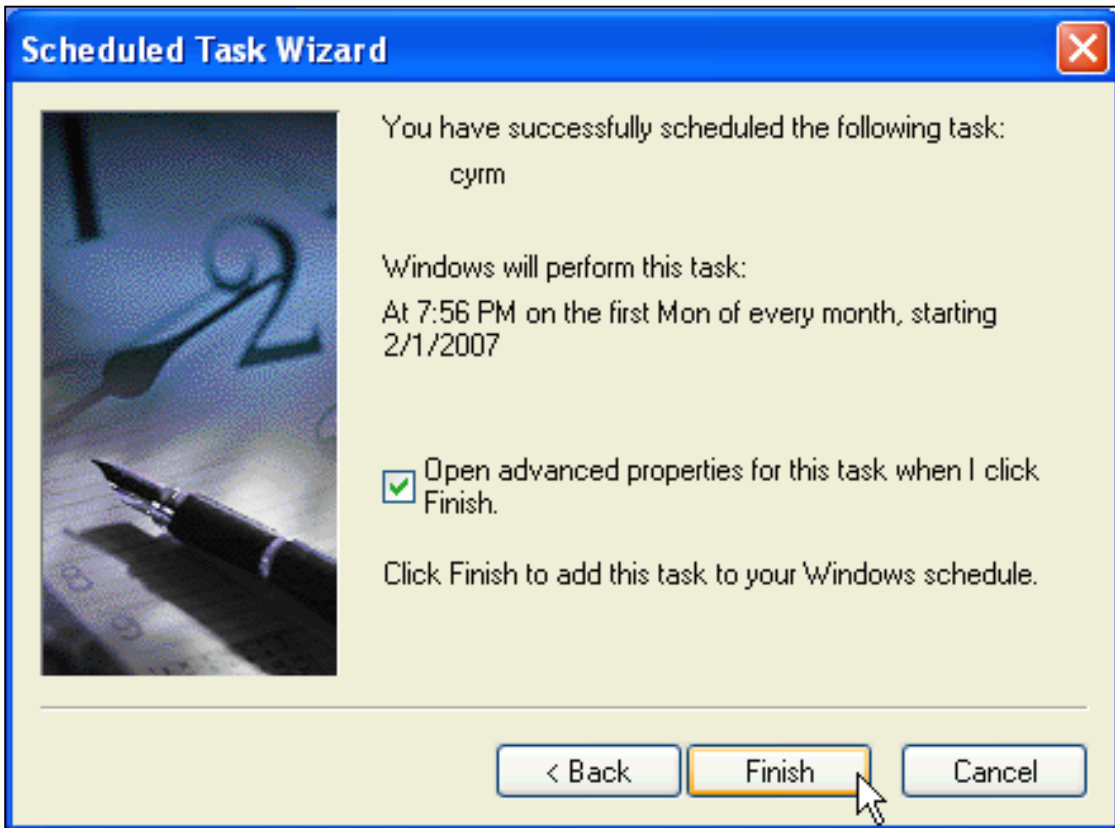 Scheduled Task Wizard
You have successfully scheduled the following task:
cyrm
Windows will perform this task:
At 7:56 PM on the first Mon of every month, starting
2/1/2007
Open advanced properties for this task when I click
Finish.
Click Finish to add this task to your Windows schedule.
< Back
Finish
Cancel